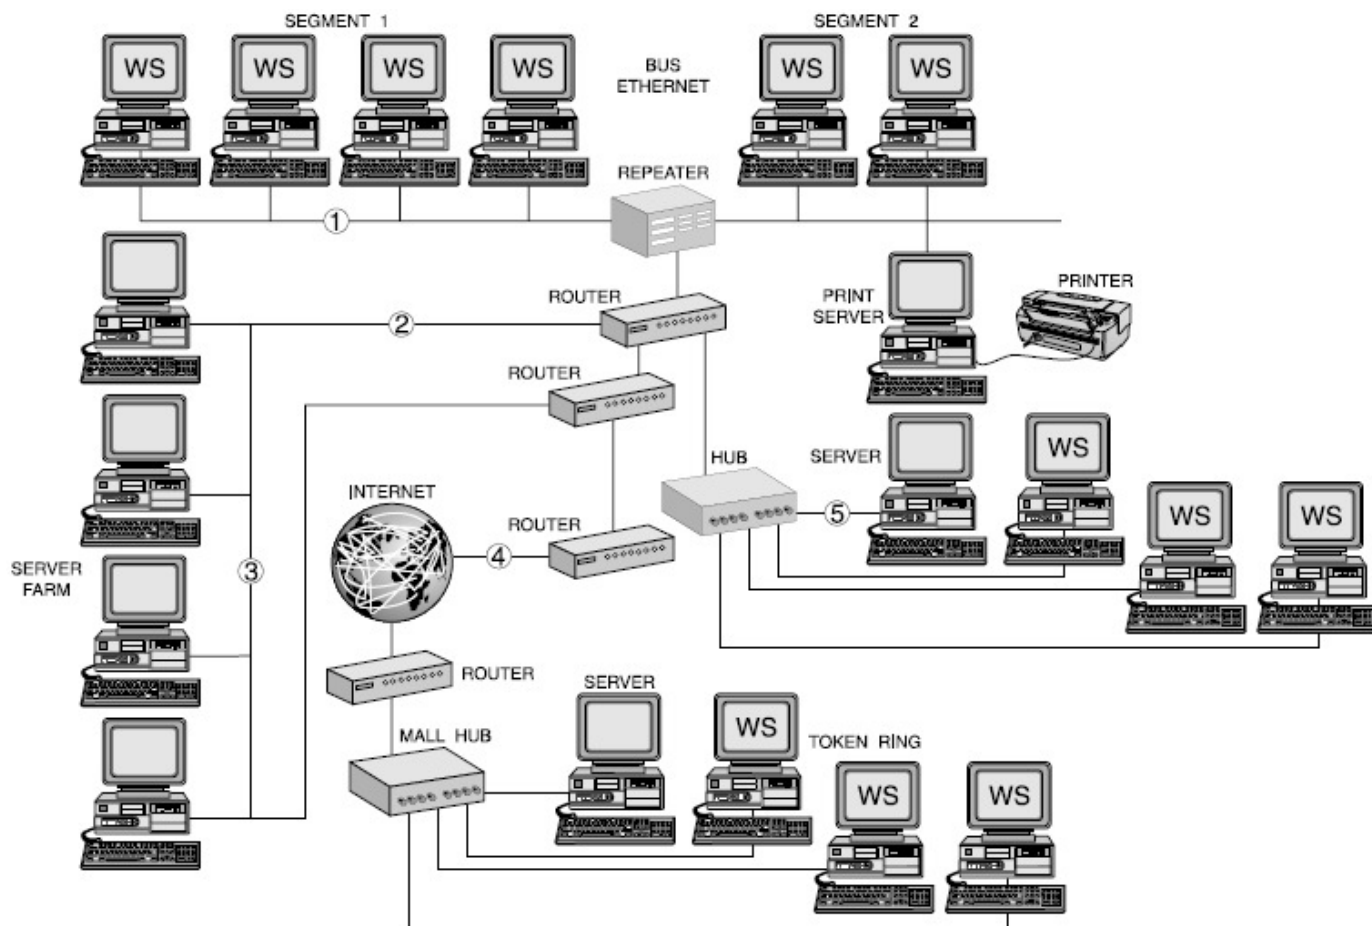 SEGMENT 1
SEGMENT 2
WS
WS
WS
WS
BUS
ETHERNET
WS
WS
REPEATER
1
ROUTER
PRINT
SERVER
PRINTER
2
ROUTER
HUB
SERVER
WS
INTERNET
ROUTER
5
WS
WS
4
SERVER
FARM
3
ROUTER
SERVER
MALL HUB
WS
TOKEN RING
WS
WS